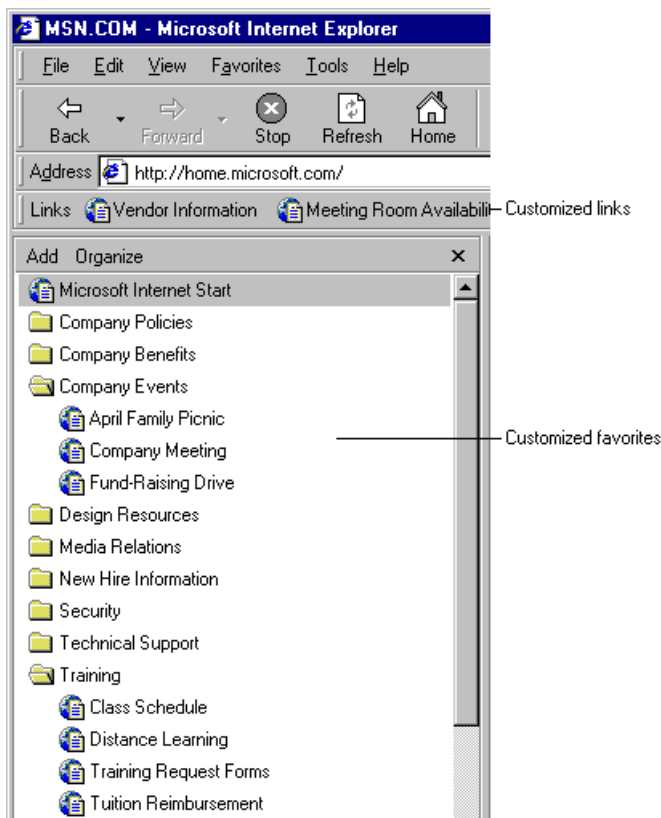 MSN.COM - Microsoft Internet Explorer
File Edit View Favorites Tools Help
Back Forward Stop Refresh Home
Address http://home.microsoft.com/
Links Vendor Information Meeting Room Availabili Customized links
Add Organize
Microsoft Internet Start
Company Policies
Company Benefits
Company Events
April Family Picnic
Company Meeting Customized favorites
Fund-Raising Drive
Design Resources
Media Relations
New Hire Information
Security
Technical Support
Training
Class Schedule
Distance Learning
Training Request Forms
Tuition Reimbursement